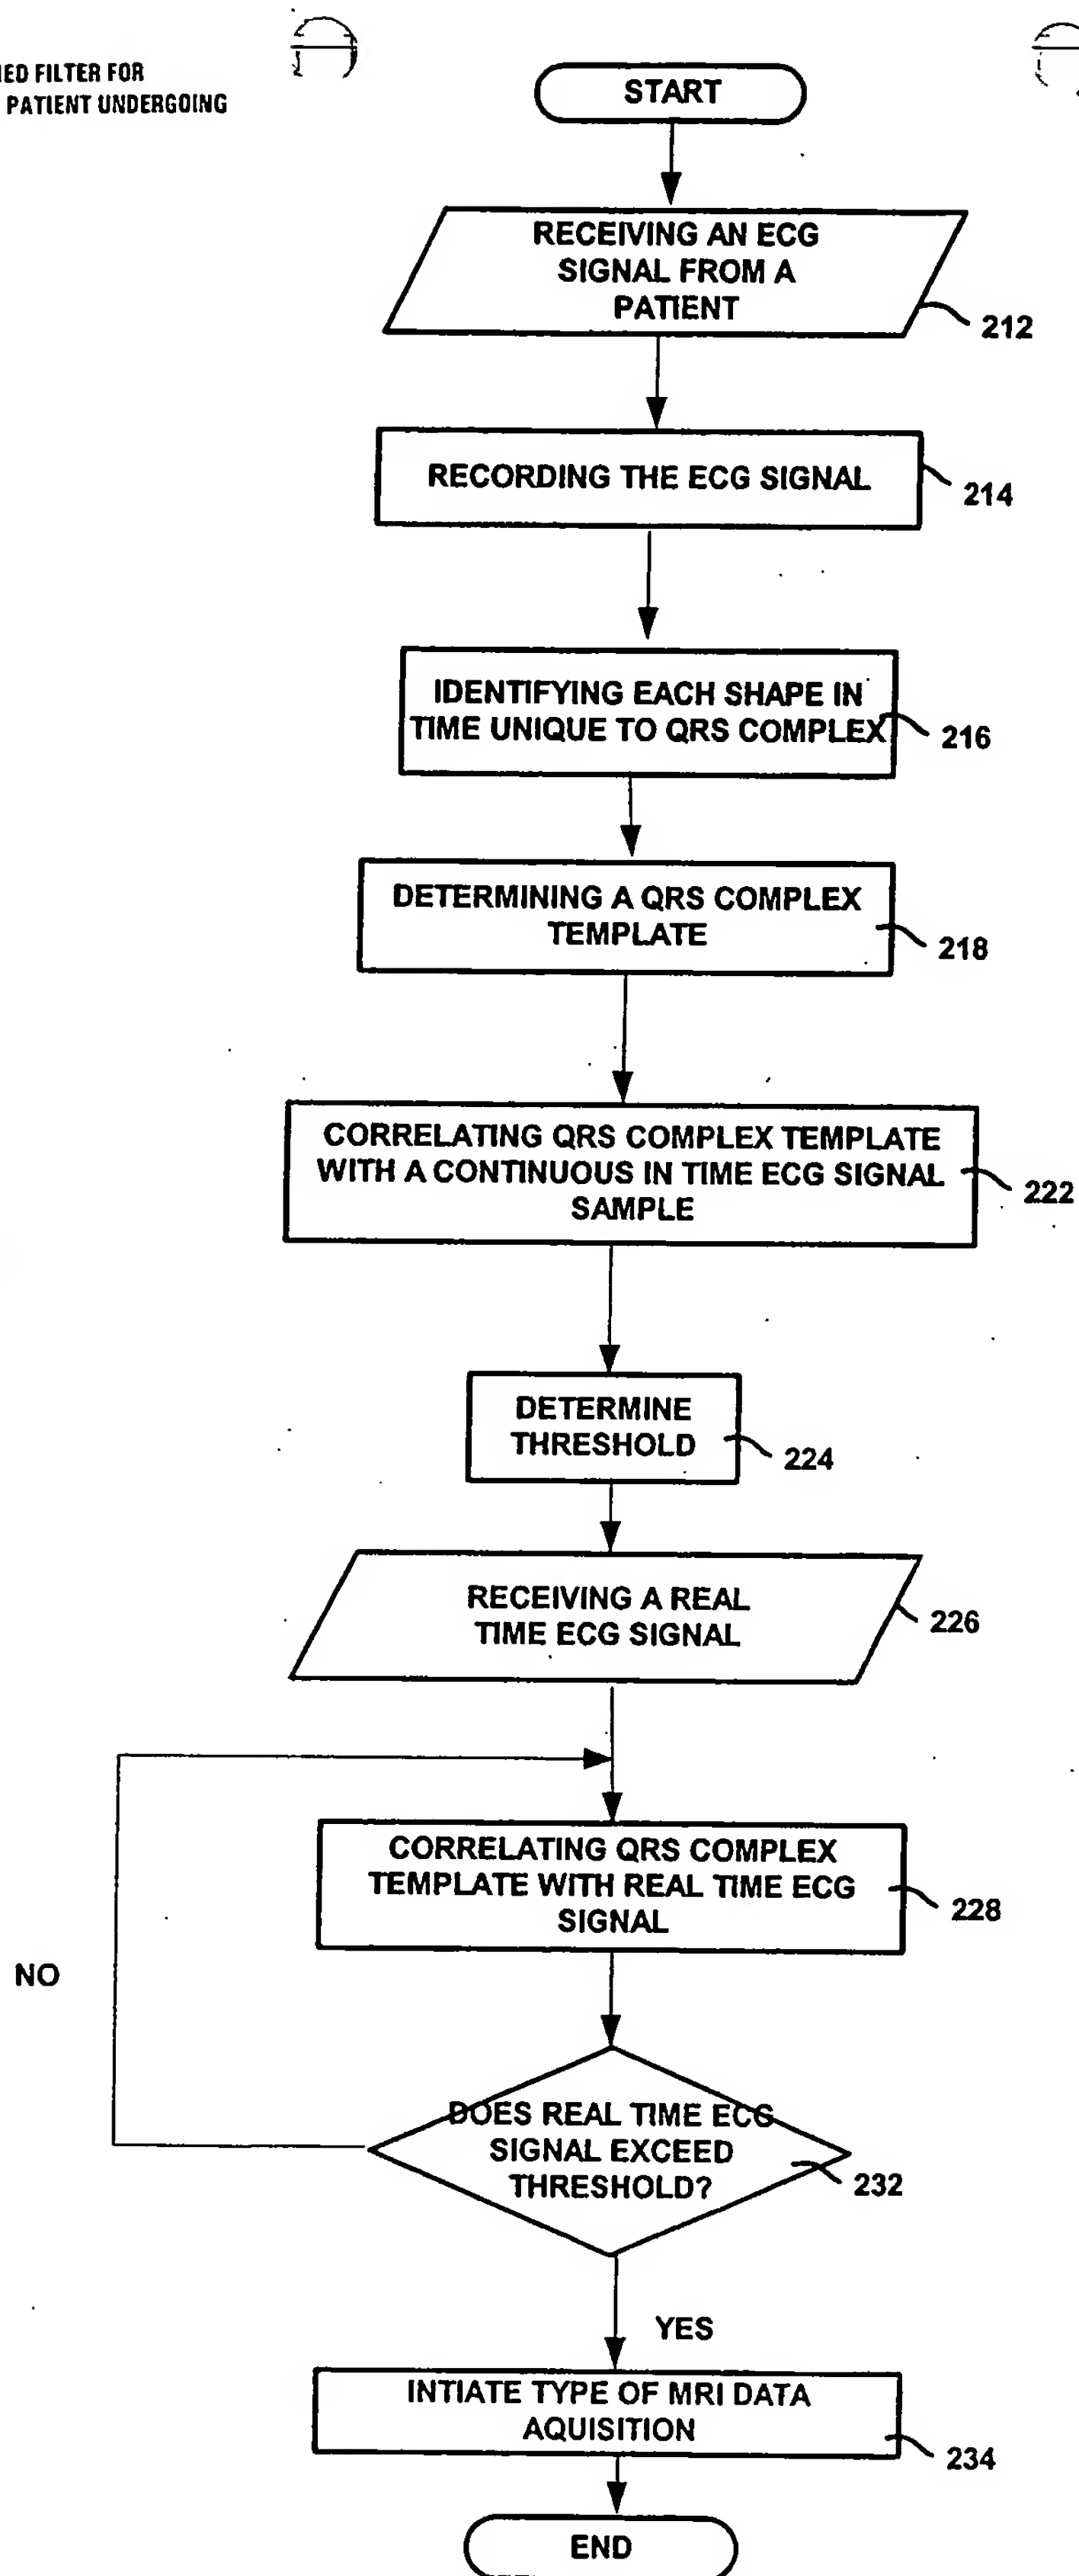 FILTER FOR
PATIENT UNDERGOING
START
RECEIVING AN ECG
SIGNAL FROM A
PATIENT
212
RECORDING THE ECG SIGNAL
214
IDENTIFYING EACH SHAPE IN
TIME UNIQUE TO QRS COMPLEX
216
DETERMINING A QRS COMPLEX
TEMPLATE
218
CORRELATING QRS COMPLEX TEMPLATE
WITH A CONTINUOUS IN TIME ECG SIGNAL
SAMPLE
222
DETERMINE
THRESHOLD
224
RECEIVING A REAL
TIME ECG SIGNAL
226
CORRELATING QRS COMPLEX
TEMPLATE WITH REAL TIME ECG
SIGNAL
228
NO
DOES REAL TIME ECG
SIGNAL EXCEED
THRESHOLD?
232
YES
INTIATE TYPE OF MRI DATA
AQUISITION
234
END